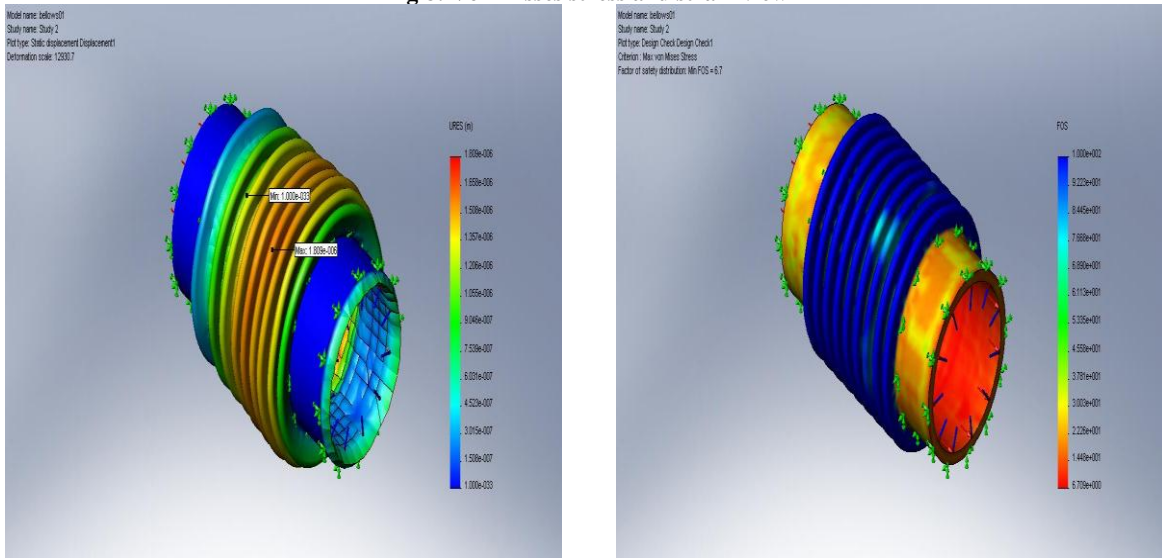 Model name: bellows01
Study name: Study 2
Plot type: Static displacement Displacement1
Deformation scale: 12930.7
URES (m)
1.809e-006
1.658e-006
1.508e-006
1.357e-006
1.206e-006
1.055e-006
9.046e-007
7.539e-007
6.031e-007
4.523e-007
3.015e-007
1.508e-007
1.000e-033
Min: 1.000e-033
Max: 1.809e-006
Model name: bellows01
Study name: Study 2
Plot type: Design Check Design Check1
Criterion : Max von Mises Stress
Factor of safety distribution: Min FOS = 6.7
FOS
1.000e+002
9.223e+001
8.445e+001
7.668e+001
6.890e+001
6.113e+001
5.335e+001
4.558e+001
3.781e+001
3.003e+001
2.226e+001
1.448e+001
6.709e+000